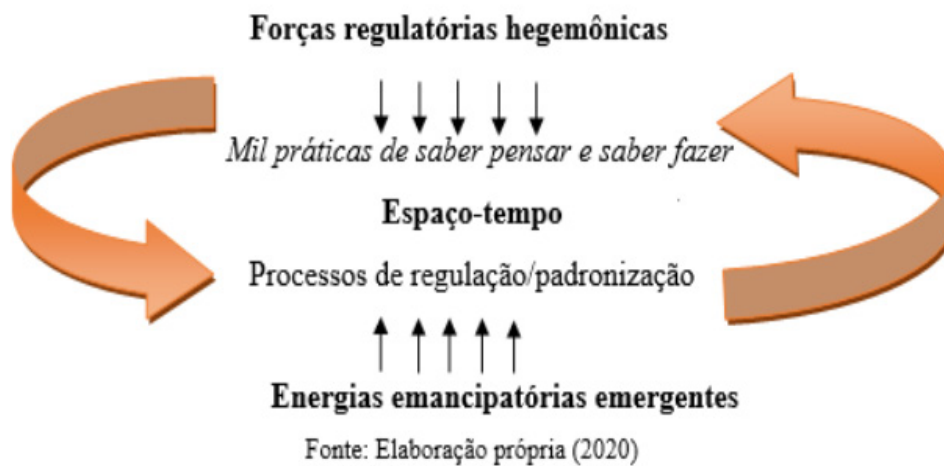 Forças regulatórias hegemônicas
Mil práticas de saber pensar e saber fazer
Espaço-tempo
Processos de regulação/padronização
Energias emancipatórias emergentes
Fonte: Elaboração própria (2020)